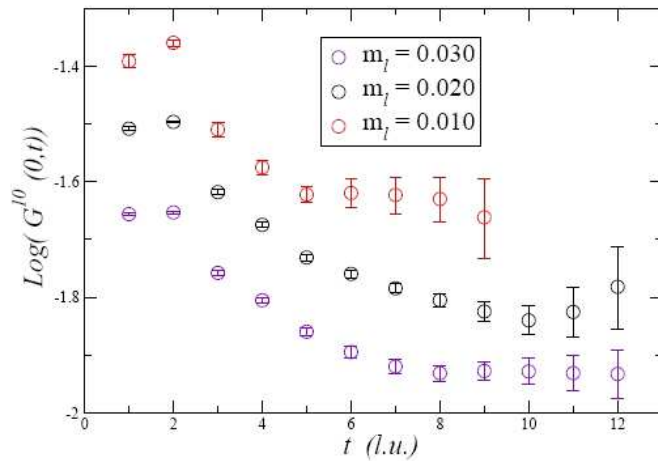 -1.4
-1.6
-1.8
-2
Log( G^{10} (0,t))
m_l = 0.030
m_l = 0.020
m_l = 0.010
0 2 4 6 8 10 12
t (l.u.)